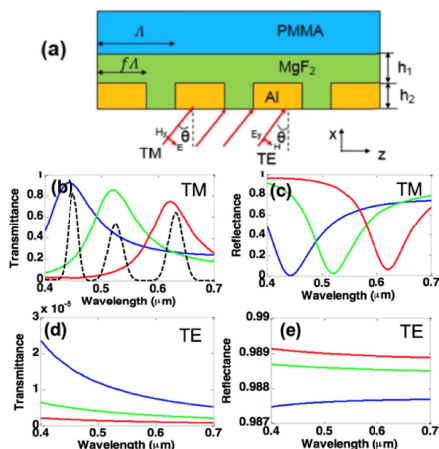 (a)
Λ
PMMA
fΛ
MgF2
h1
Al
h2
Hy
E
θ
TM
Ey
H
θ
TE
x
z
(b)
TM
Transmittance
1
0.8
0.6
0.4
0.2
0
0.4 0.5 0.6 0.7
Wavelength (μm)
(c)
TM
Reflectance
1
0.8
0.6
0.4
0.2
0
0.4 0.5 0.6 0.7
Wavelength (μm)
x 10-5
(d)
TE
Transmittance
3
2
1
0
0.4 0.5 0.6 0.7
Wavelength (μm)
(e)
TE
Reflectance
0.99
0.989
0.988
0.987
0.4 0.5 0.6 0.7
Wavelength (μm)